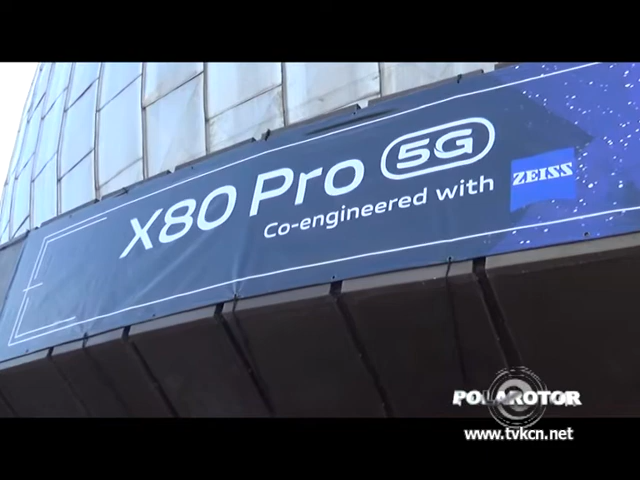 X80 Pro 5G
Co-engineered with
ZEISS
POLAROTOR
www.tvkcn.net